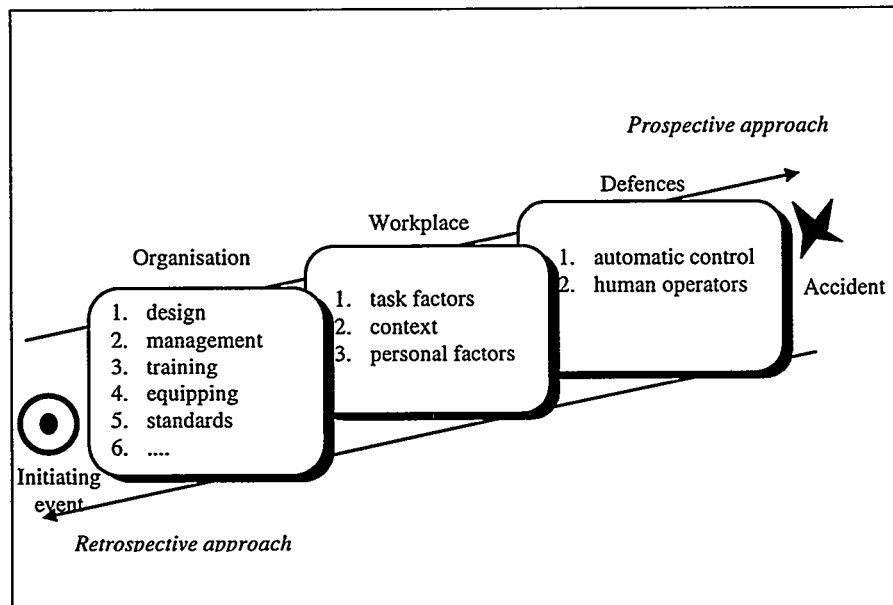 Prospective approach
Defences
Workplace
Organisation
1. automatic control
2. human operators
Accident
1. task factors
2. context
3. personal factors
1. design
2. management
3. training
4. equipping
5. standards
6. ....
Initiating
event
Retrospective approach